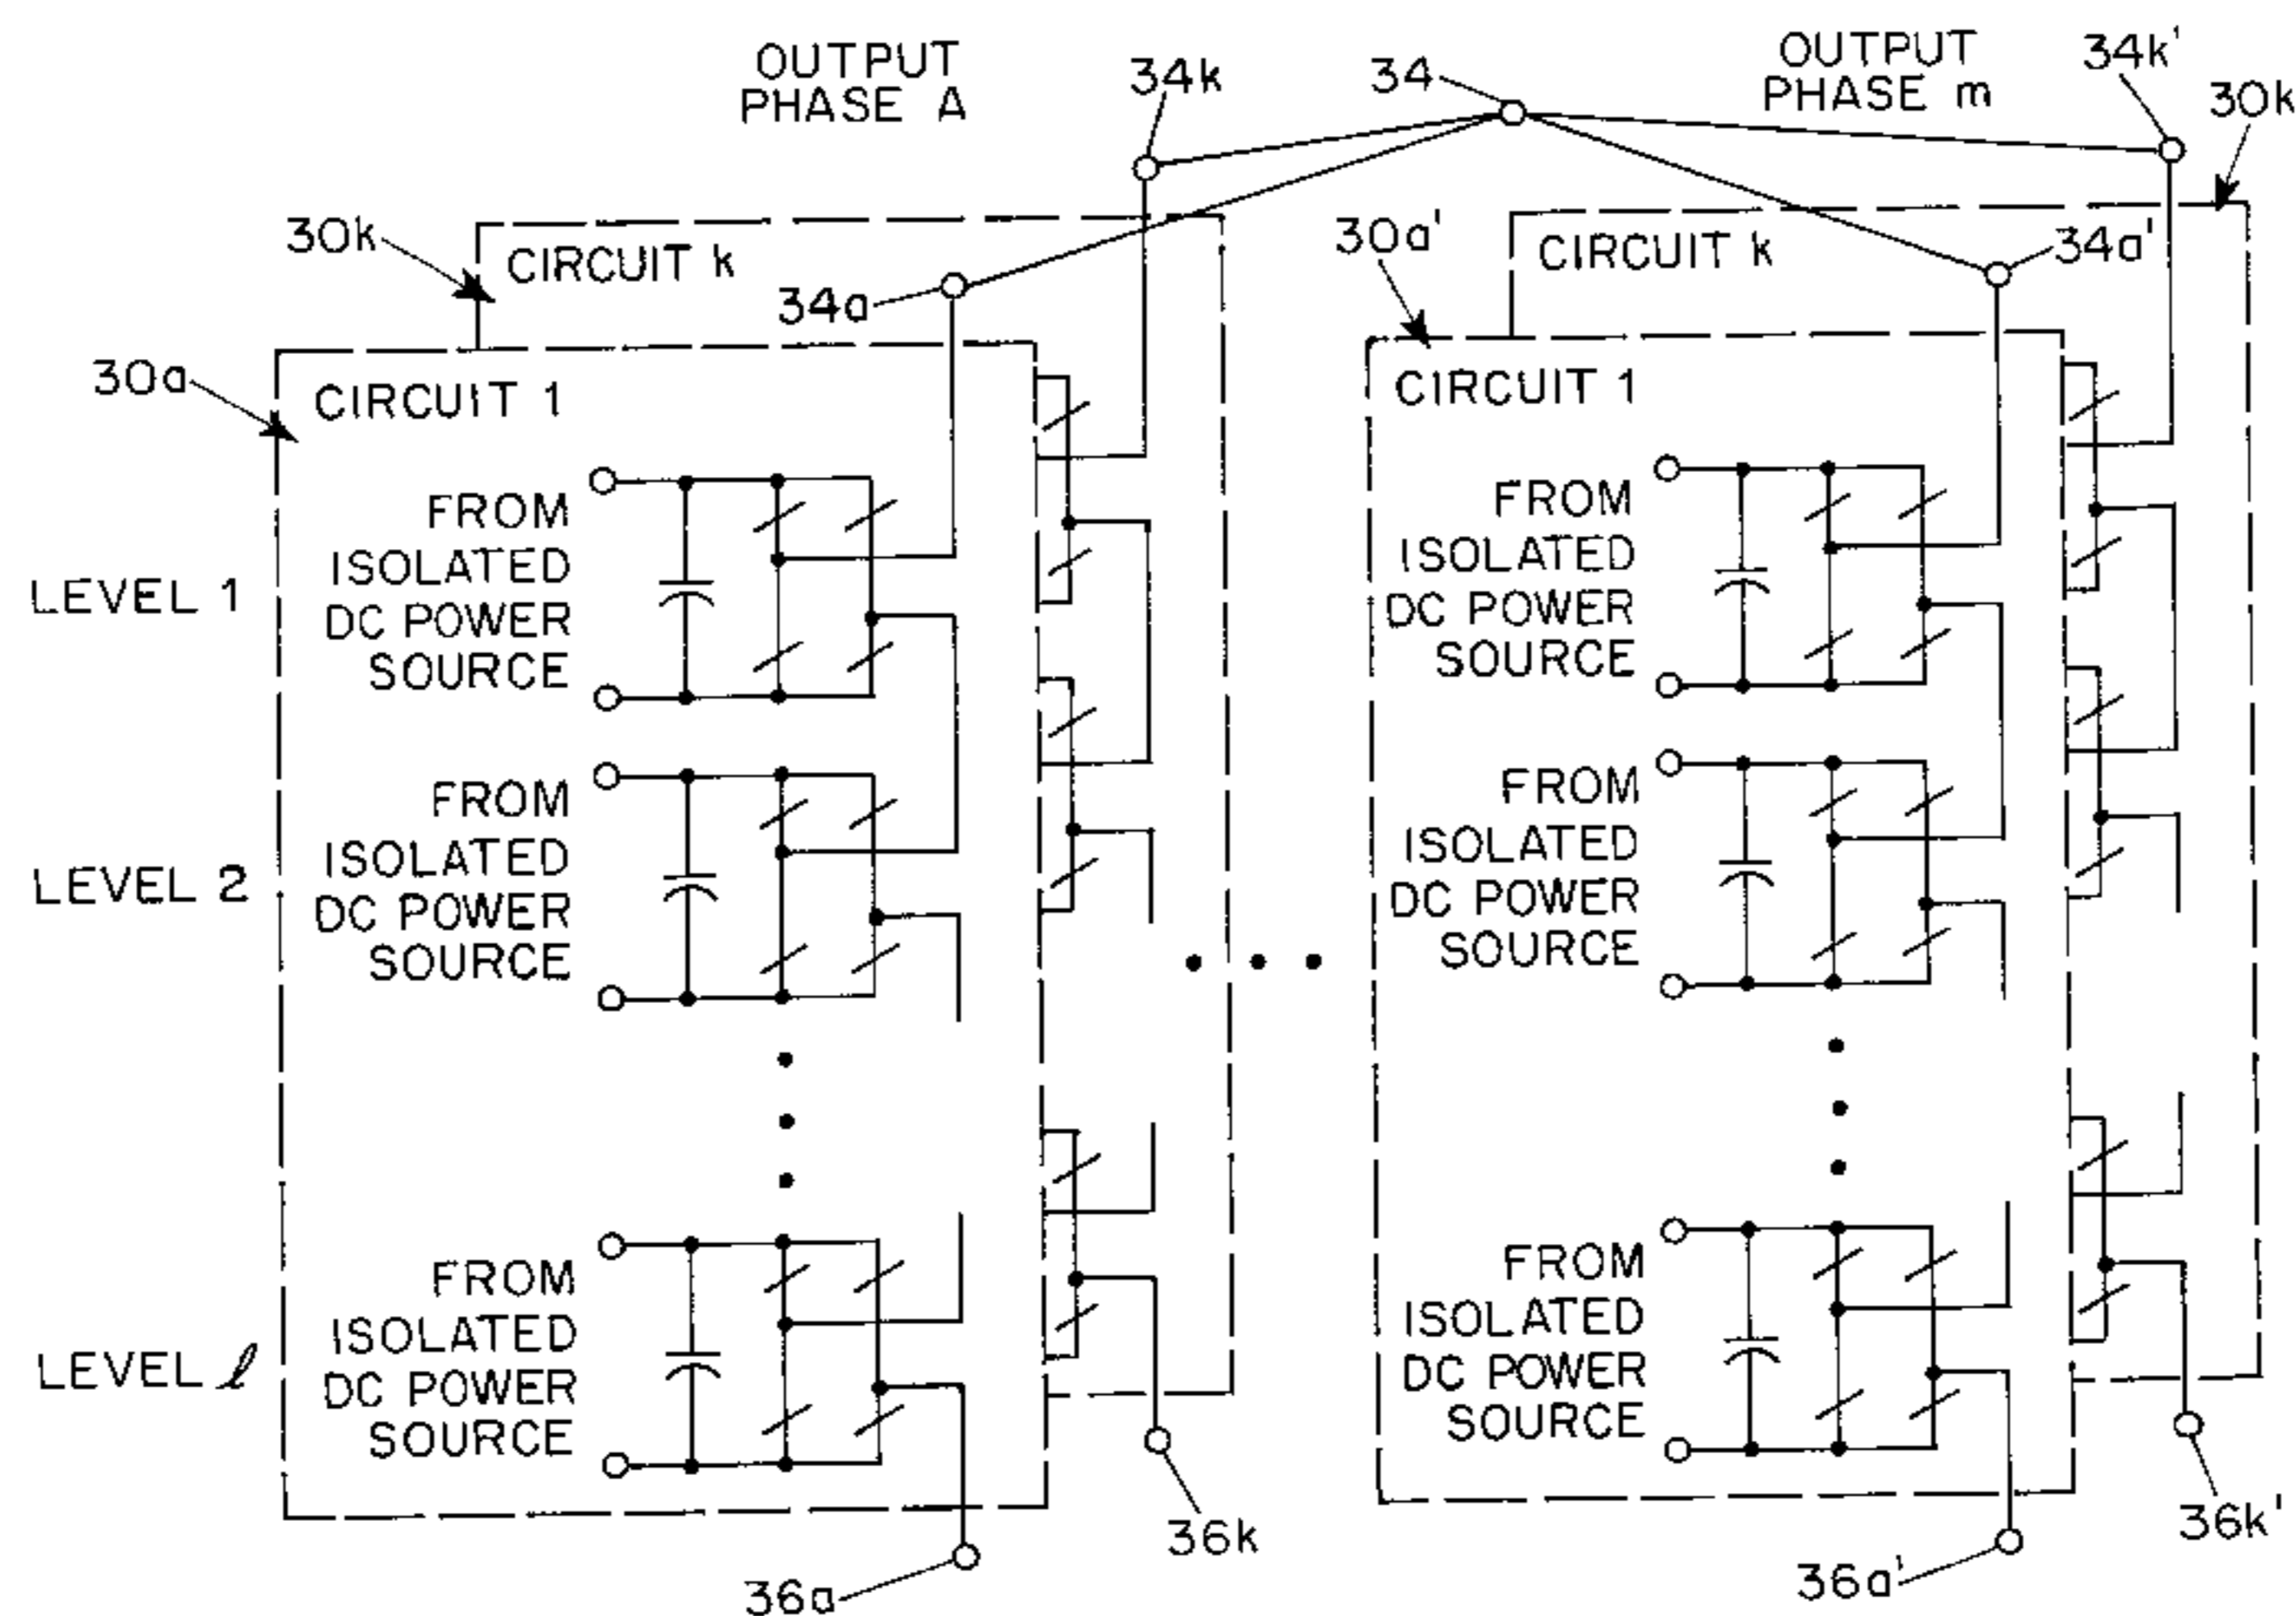 OUTPUT
PHASE A
34k
34
OUTPUT
PHASE m
34k'
30k
30k
CIRCUIT k
34a
30a'
CIRCUIT k
34a'
30a
CIRCUIT 1
CIRCUIT 1
LEVEL 1
FROM
ISOLATED
DC POWER
SOURCE
FROM
ISOLATED
DC POWER
SOURCE
LEVEL 2
FROM
ISOLATED
DC POWER
SOURCE
FROM
ISOLATED
DC POWER
SOURCE
LEVEL ℓ
FROM
ISOLATED
DC POWER
SOURCE
FROM
ISOLATED
DC POWER
SOURCE
36a
36k
36a'
36k'